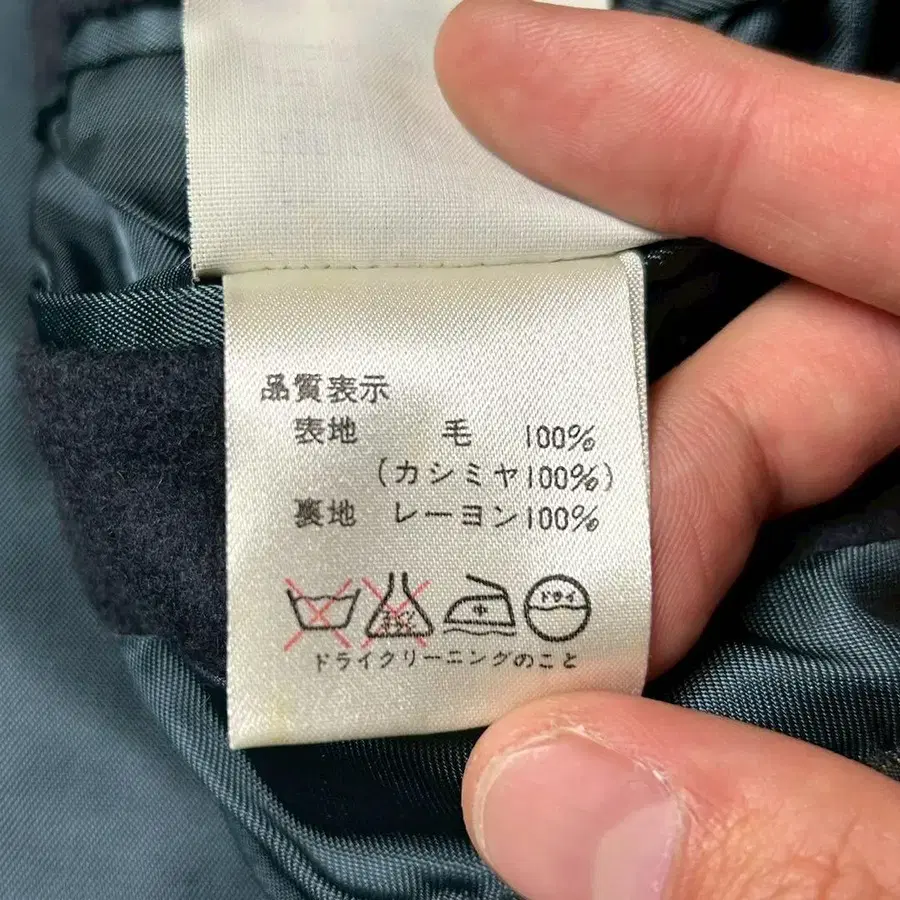 品質表示
表地 毛 100%
(カシミヤ100%)
裏地 レーヨン100%
中 ドライ
ドライクリーニングのこと